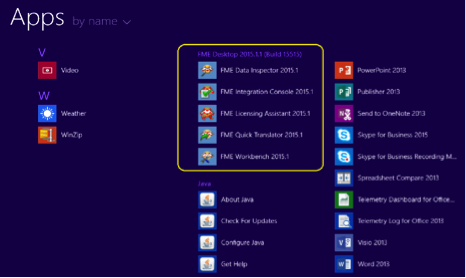 Apps by name
V
Video
W
Weather
WinZip
FME Desktop 2015.1.1 (Build 15515)
FME Data Inspector 2015.1
FME Integration Console 2015.1
FME Licensing Assistant 2015.1
FME Quick Translator 2015.1
FME Workbench 2015.1
Java
About Java
Check For Updates
Configure Java
Get Help
PowerPoint 2013
Publisher 2013
Send to OneNote 2013
Skype for Business 2015
Skype for Business Recording M...
Spreadsheet Compare 2013
Telemetry Dashboard for Office...
Telemetry Log for Office 2013
Visio 2013
Word 2013